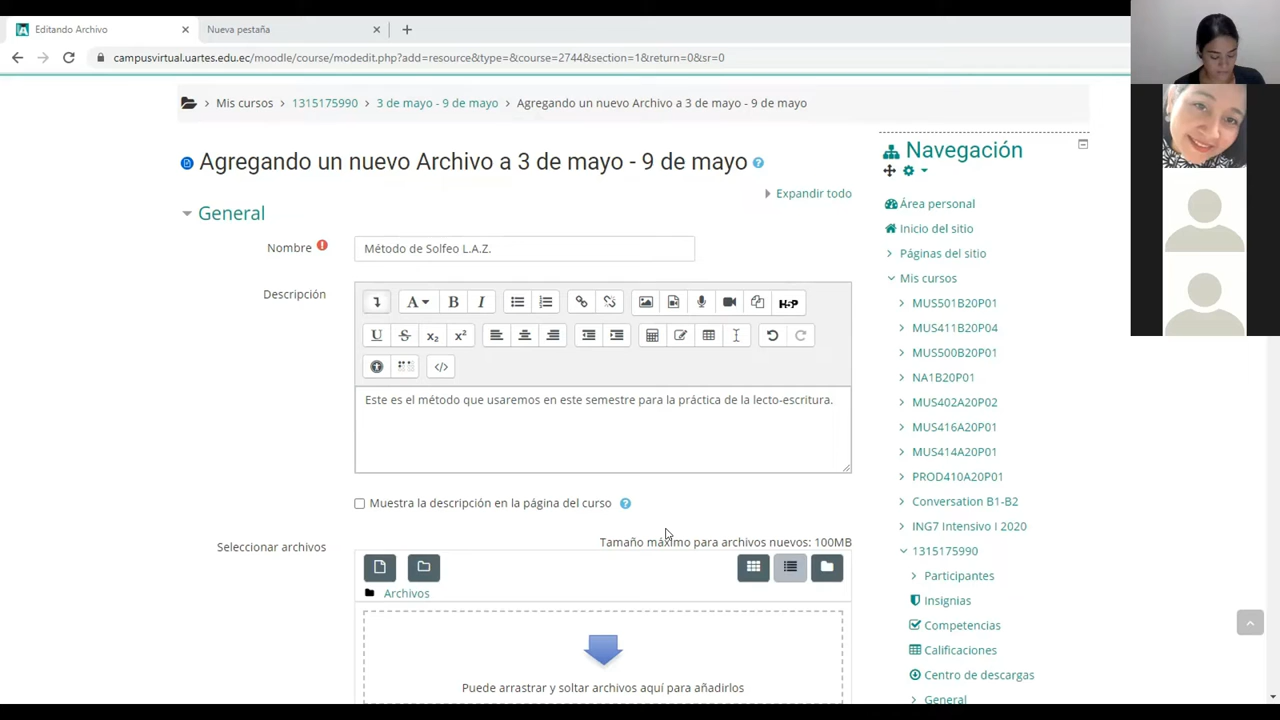 Editando Archivo
Nueva pestaña
campusvirtual.uartes.edu.ec/moodle/course/modedit.php?add=resource&type=&course=2744&section=1&return=0&sr=0
Mis cursos > 1315175990 > 3 de mayo - 9 de mayo > Agregando un nuevo Archivo a 3 de mayo - 9 de mayo
Agregando un nuevo Archivo a 3 de mayo - 9 de mayo
Expandir todo
General
Nombre
Método de Solfeo L.A.Z.
Descripción
A B I H-P
U S x₂ x²
</>
Este es el método que usaremos en este semestre para la práctica de la lecto-escritura.
Muestra la descripción en la página del curso
Seleccionar archivos
Tamaño máximo para archivos nuevos: 100MB
Archivos
Puede arrastrar y soltar archivos aquí para añadirlos
Navegación
Área personal
Inicio del sitio
Páginas del sitio
Mis cursos
MUS501B20P01
MUS411B20P04
MUS500B20P01
NA1B20P01
MUS402A20P02
MUS416A20P01
MUS414A20P01
PROD410A20P01
Conversation B1-B2
ING7 Intensivo I 2020
1315175990
Participantes
Insignias
Competencias
Calificaciones
Centro de descargas
General